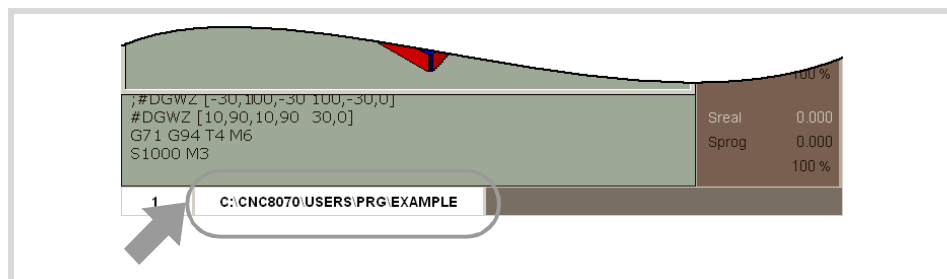 100 %
;#DGWZ [-30,100,-30 100,-30,0]
#DGWZ [10,90,10,90 30,0]
G71 G94 T4 M6
S1000 M3
Sreal 0.000
Sprog 0.000
100 %
1 C:\CNC8070\USERS\PRG\EXAMPLE